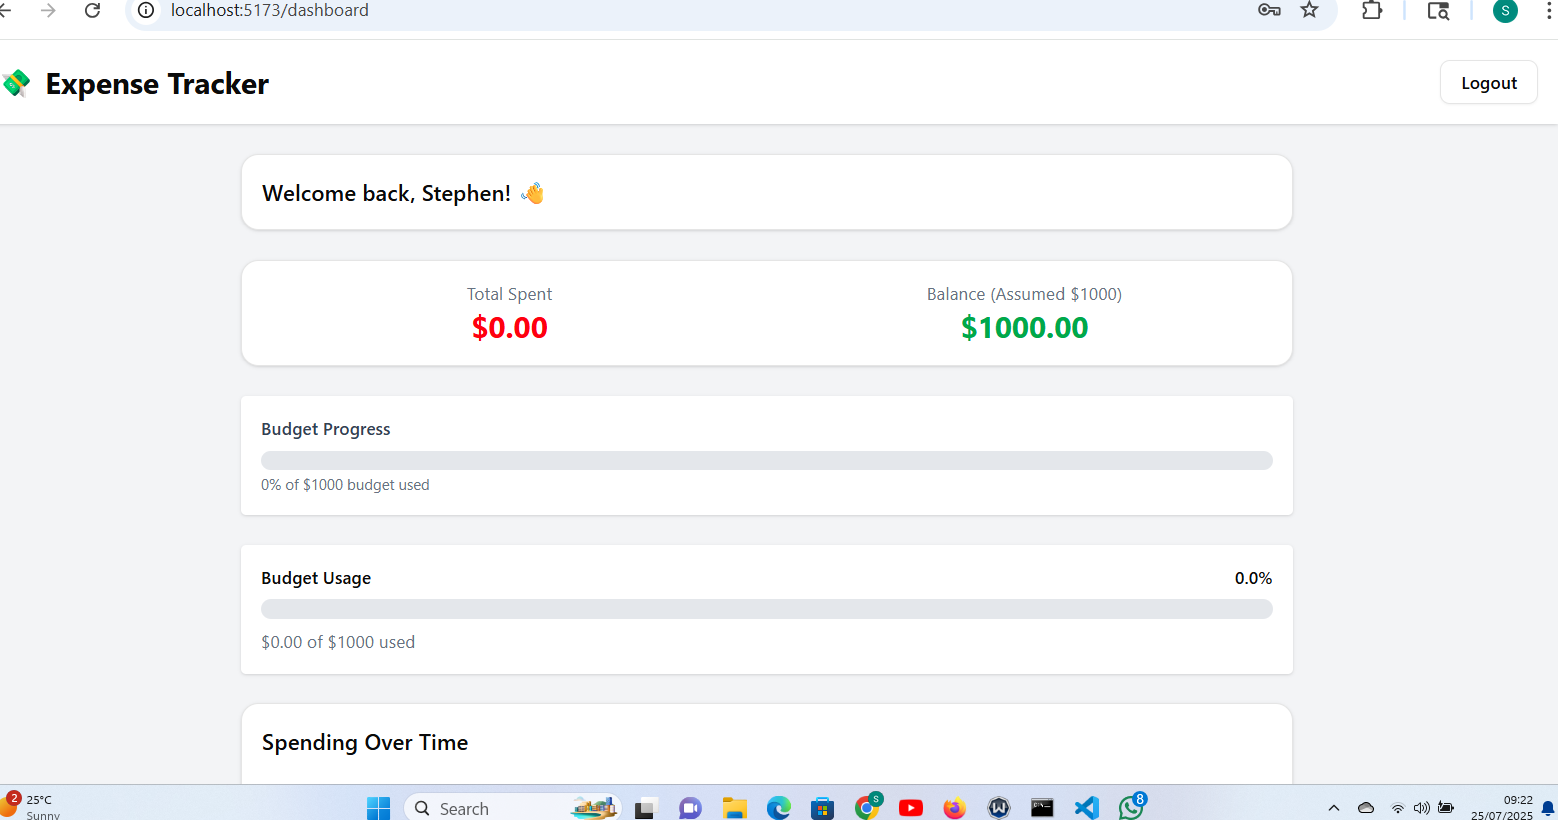 localhost:5173/dashboard
S
Expense Tracker
Logout
Welcome back, Stephen!
Total Spent
Balance (Assumed $1000)
$0.00
$1000.00
Budget Progress
0% of $1000 budget used
Budget Usage
0.0%
$0.00 of $1000 used
Spending Over Time
2
25°C
Sunny
Search
S
W
8
09:22
25/07/2025